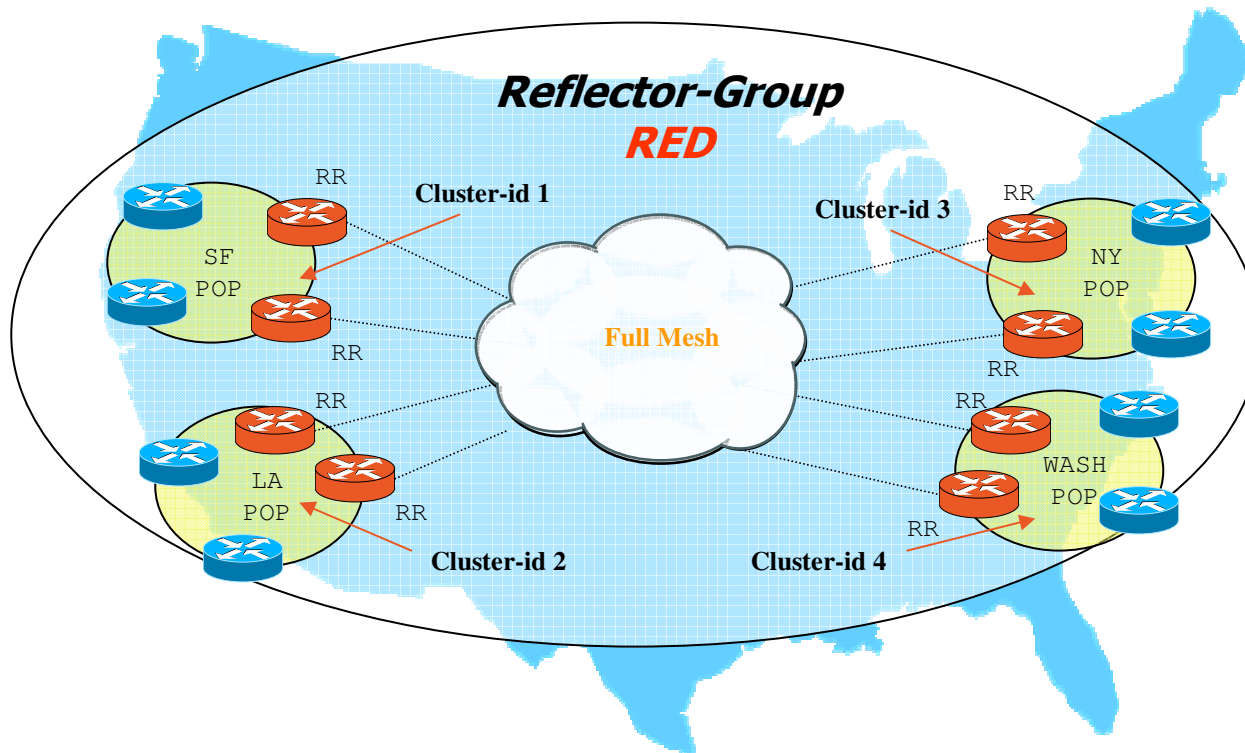 Reflector-Group
RED
RR
Cluster-id 1
SF
POP
RR
RR
Cluster-id 3
NY
POP
RR
Full Mesh
RR
LA
POP
RR
Cluster-id 2
RR
WASH
POP
RR
Cluster-id 4